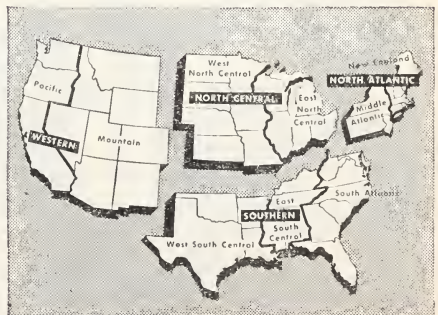 Pacific
WESTERN
Mountain
West
North Central
NORTH CENTRAL
East
North
Central
New England
NORTH ATLANTIC
Middle
Atlantic
South Atlantic
East
SOUTHERN
South
Central
West South Central